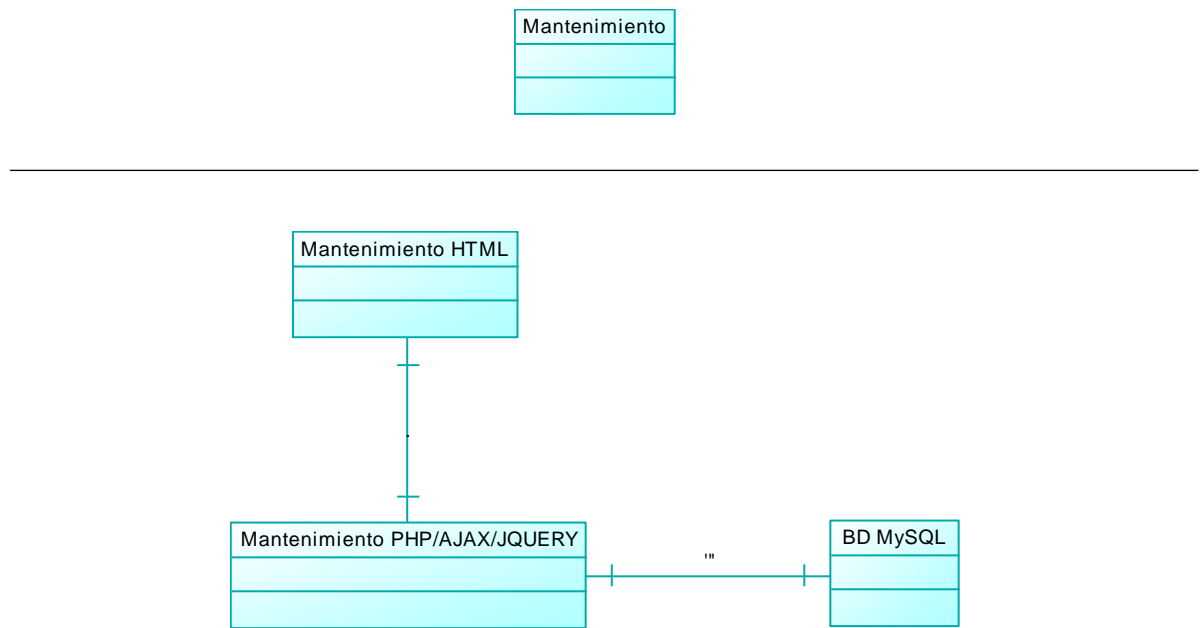 Mantenimiento
Mantenimiento HTML
.
Mantenimiento PHP/AJAX/JQUERY
'"
BD MySQL